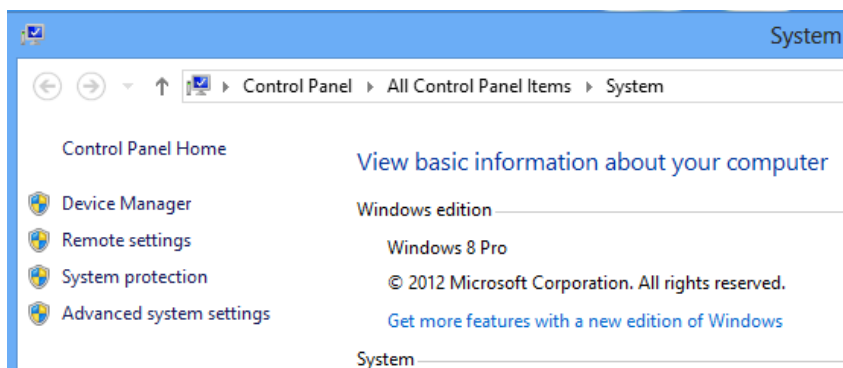 System
Control Panel All Control Panel Items System
Control Panel Home
Device Manager
Remote settings
System protection
Advanced system settings
View basic information about your computer
Windows edition
Windows 8 Pro
© 2012 Microsoft Corporation. All rights reserved.
Get more features with a new edition of Windows
System